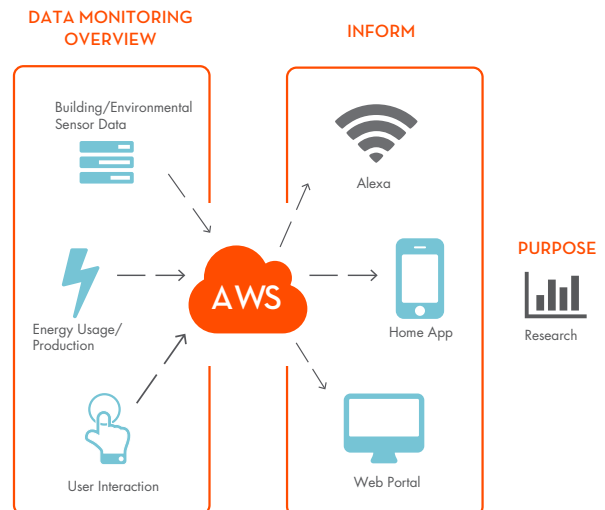 DATA MONITORING
OVERVIEW
INFORM
Building/Environmental
Sensor Data
Alexa
AWS
PURPOSE
Energy Usage/
Production
Home App
Research
User Interaction
Web Portal